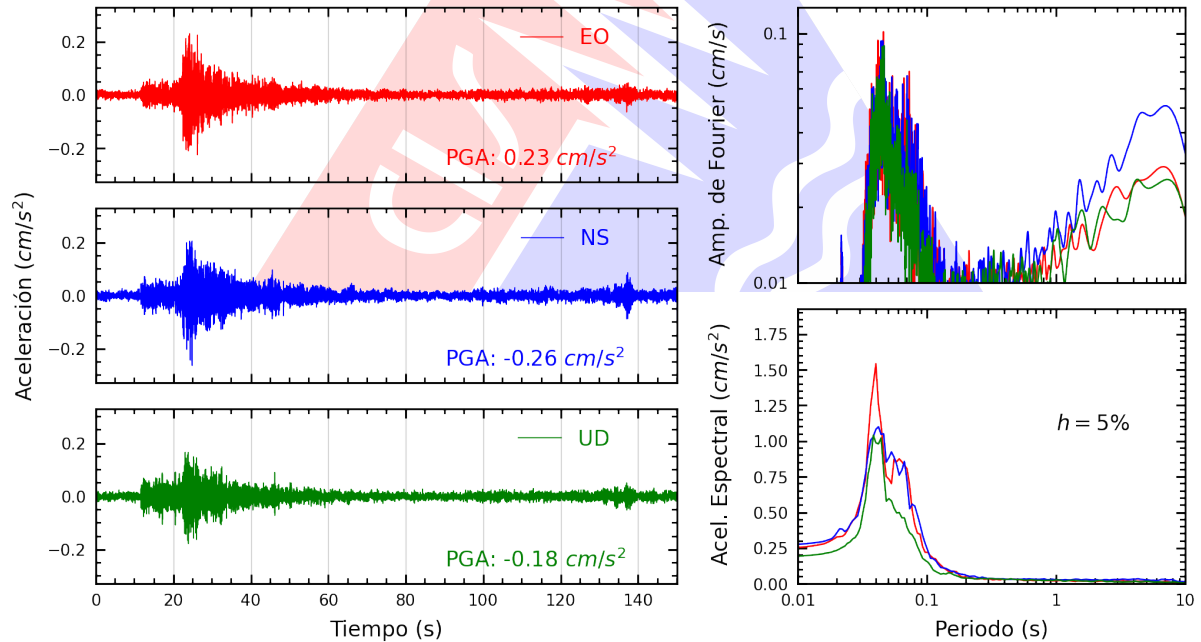 Aceleración (cm/s²)
0.2
0.0
−0.2
EO
PGA: 0.23 cm/s²
0.2
0.0
−0.2
NS
PGA: -0.26 cm/s²
0.2
0.0
−0.2
UD
PGA: -0.18 cm/s²
0 20 40 60 80 100 120 140
Tiempo (s)
Amp. de Fourier (cm/s)
0.1
0.01
Acel. Espectral (cm/s²)
1.75
1.50
1.25
1.00
0.75
0.50
0.25
0.00
h = 5%
0.01 0.1 1 10
Periodo (s)